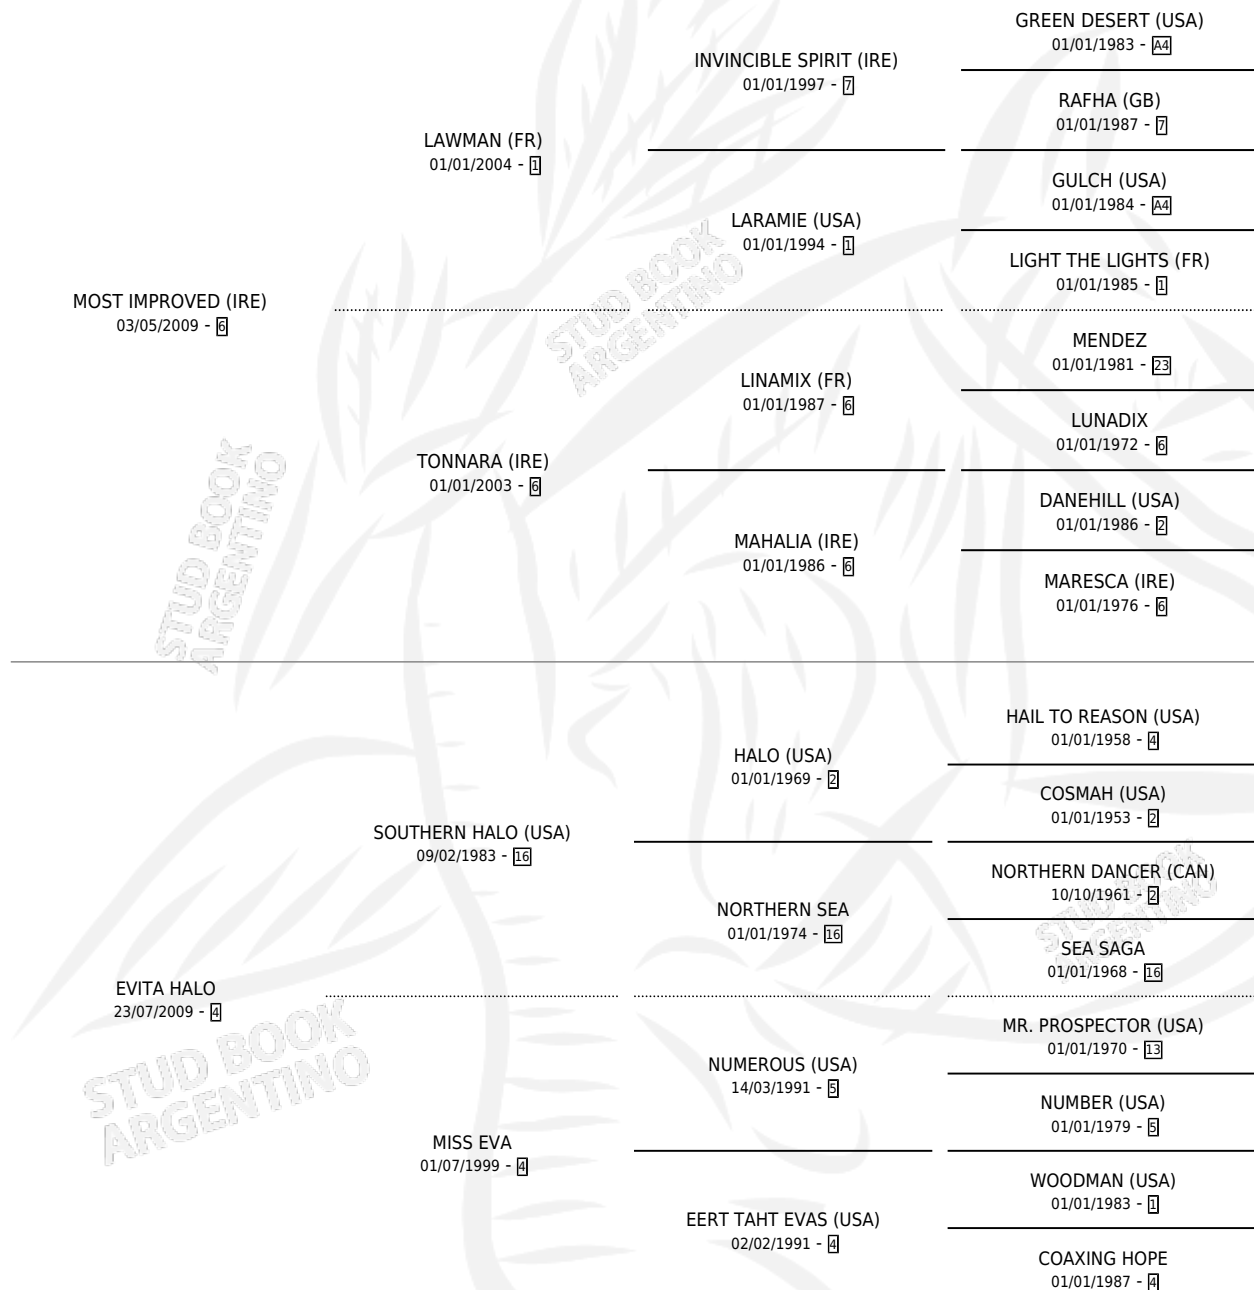 GREEN DESERT (USA)
01/01/1983 - A4
INVINCIBLE SPIRIT (IRE)
01/01/1997 - 7
RAFHA (GB)
01/01/1987 - 7
LAWMAN (FR)
01/01/2004 - 1
GULCH (USA)
01/01/1984 - A4
LARAMIE (USA)
01/01/1994 - 1
LIGHT THE LIGHTS (FR)
01/01/1985 - 1
MOST IMPROVED (IRE)
03/05/2009 - 6
MENDEZ
01/01/1981 - 23
LINAMIX (FR)
01/01/1987 - 6
LUNADIX
01/01/1972 - 6
TONNARA (IRE)
01/01/2003 - 6
DANEHILL (USA)
01/01/1986 - 2
MAHALIA (IRE)
01/01/1986 - 6
MARESCA (IRE)
01/01/1976 - 6
HAIL TO REASON (USA)
01/01/1958 - 4
HALO (USA)
01/01/1969 - 2
COSMAH (USA)
01/01/1953 - 2
SOUTHERN HALO (USA)
09/02/1983 - 16
NORTHERN DANCER (CAN)
10/10/1961 - 2
NORTHERN SEA
01/01/1974 - 16
SEA SAGA
01/01/1968 - 16
EVITA HALO
23/07/2009 - 4
MR. PROSPECTOR (USA)
01/01/1970 - 13
NUMEROUS (USA)
14/03/1991 - 5
NUMBER (USA)
01/01/1979 - 5
MISS EVA
01/07/1999 - 4
WOODMAN (USA)
01/01/1983 - 1
EERT TAHT EVAS (USA)
02/02/1991 - 4
COAXING HOPE
01/01/1987 - 4
STUD BOOK
ARGENTINO
STUD BOOK
ARGENTINO
STUD BOOK
ARGENTINO
STUD BOOK
ARGENTINO